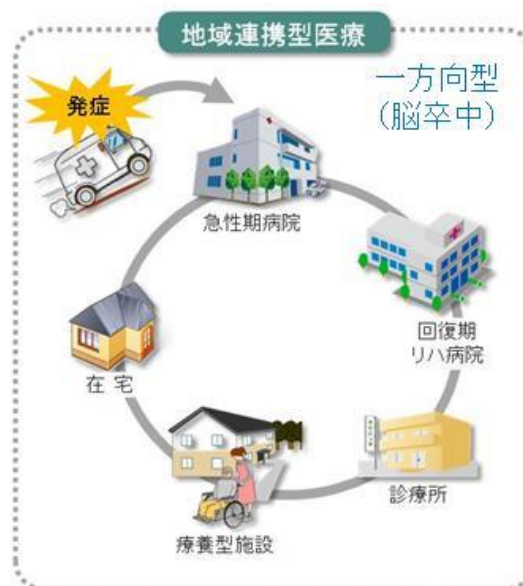 地域連携型医療
一方向型
(脳卒中)
発症
急性期病院
回復期
リハ病院
在 宅
診療所
療養型施設